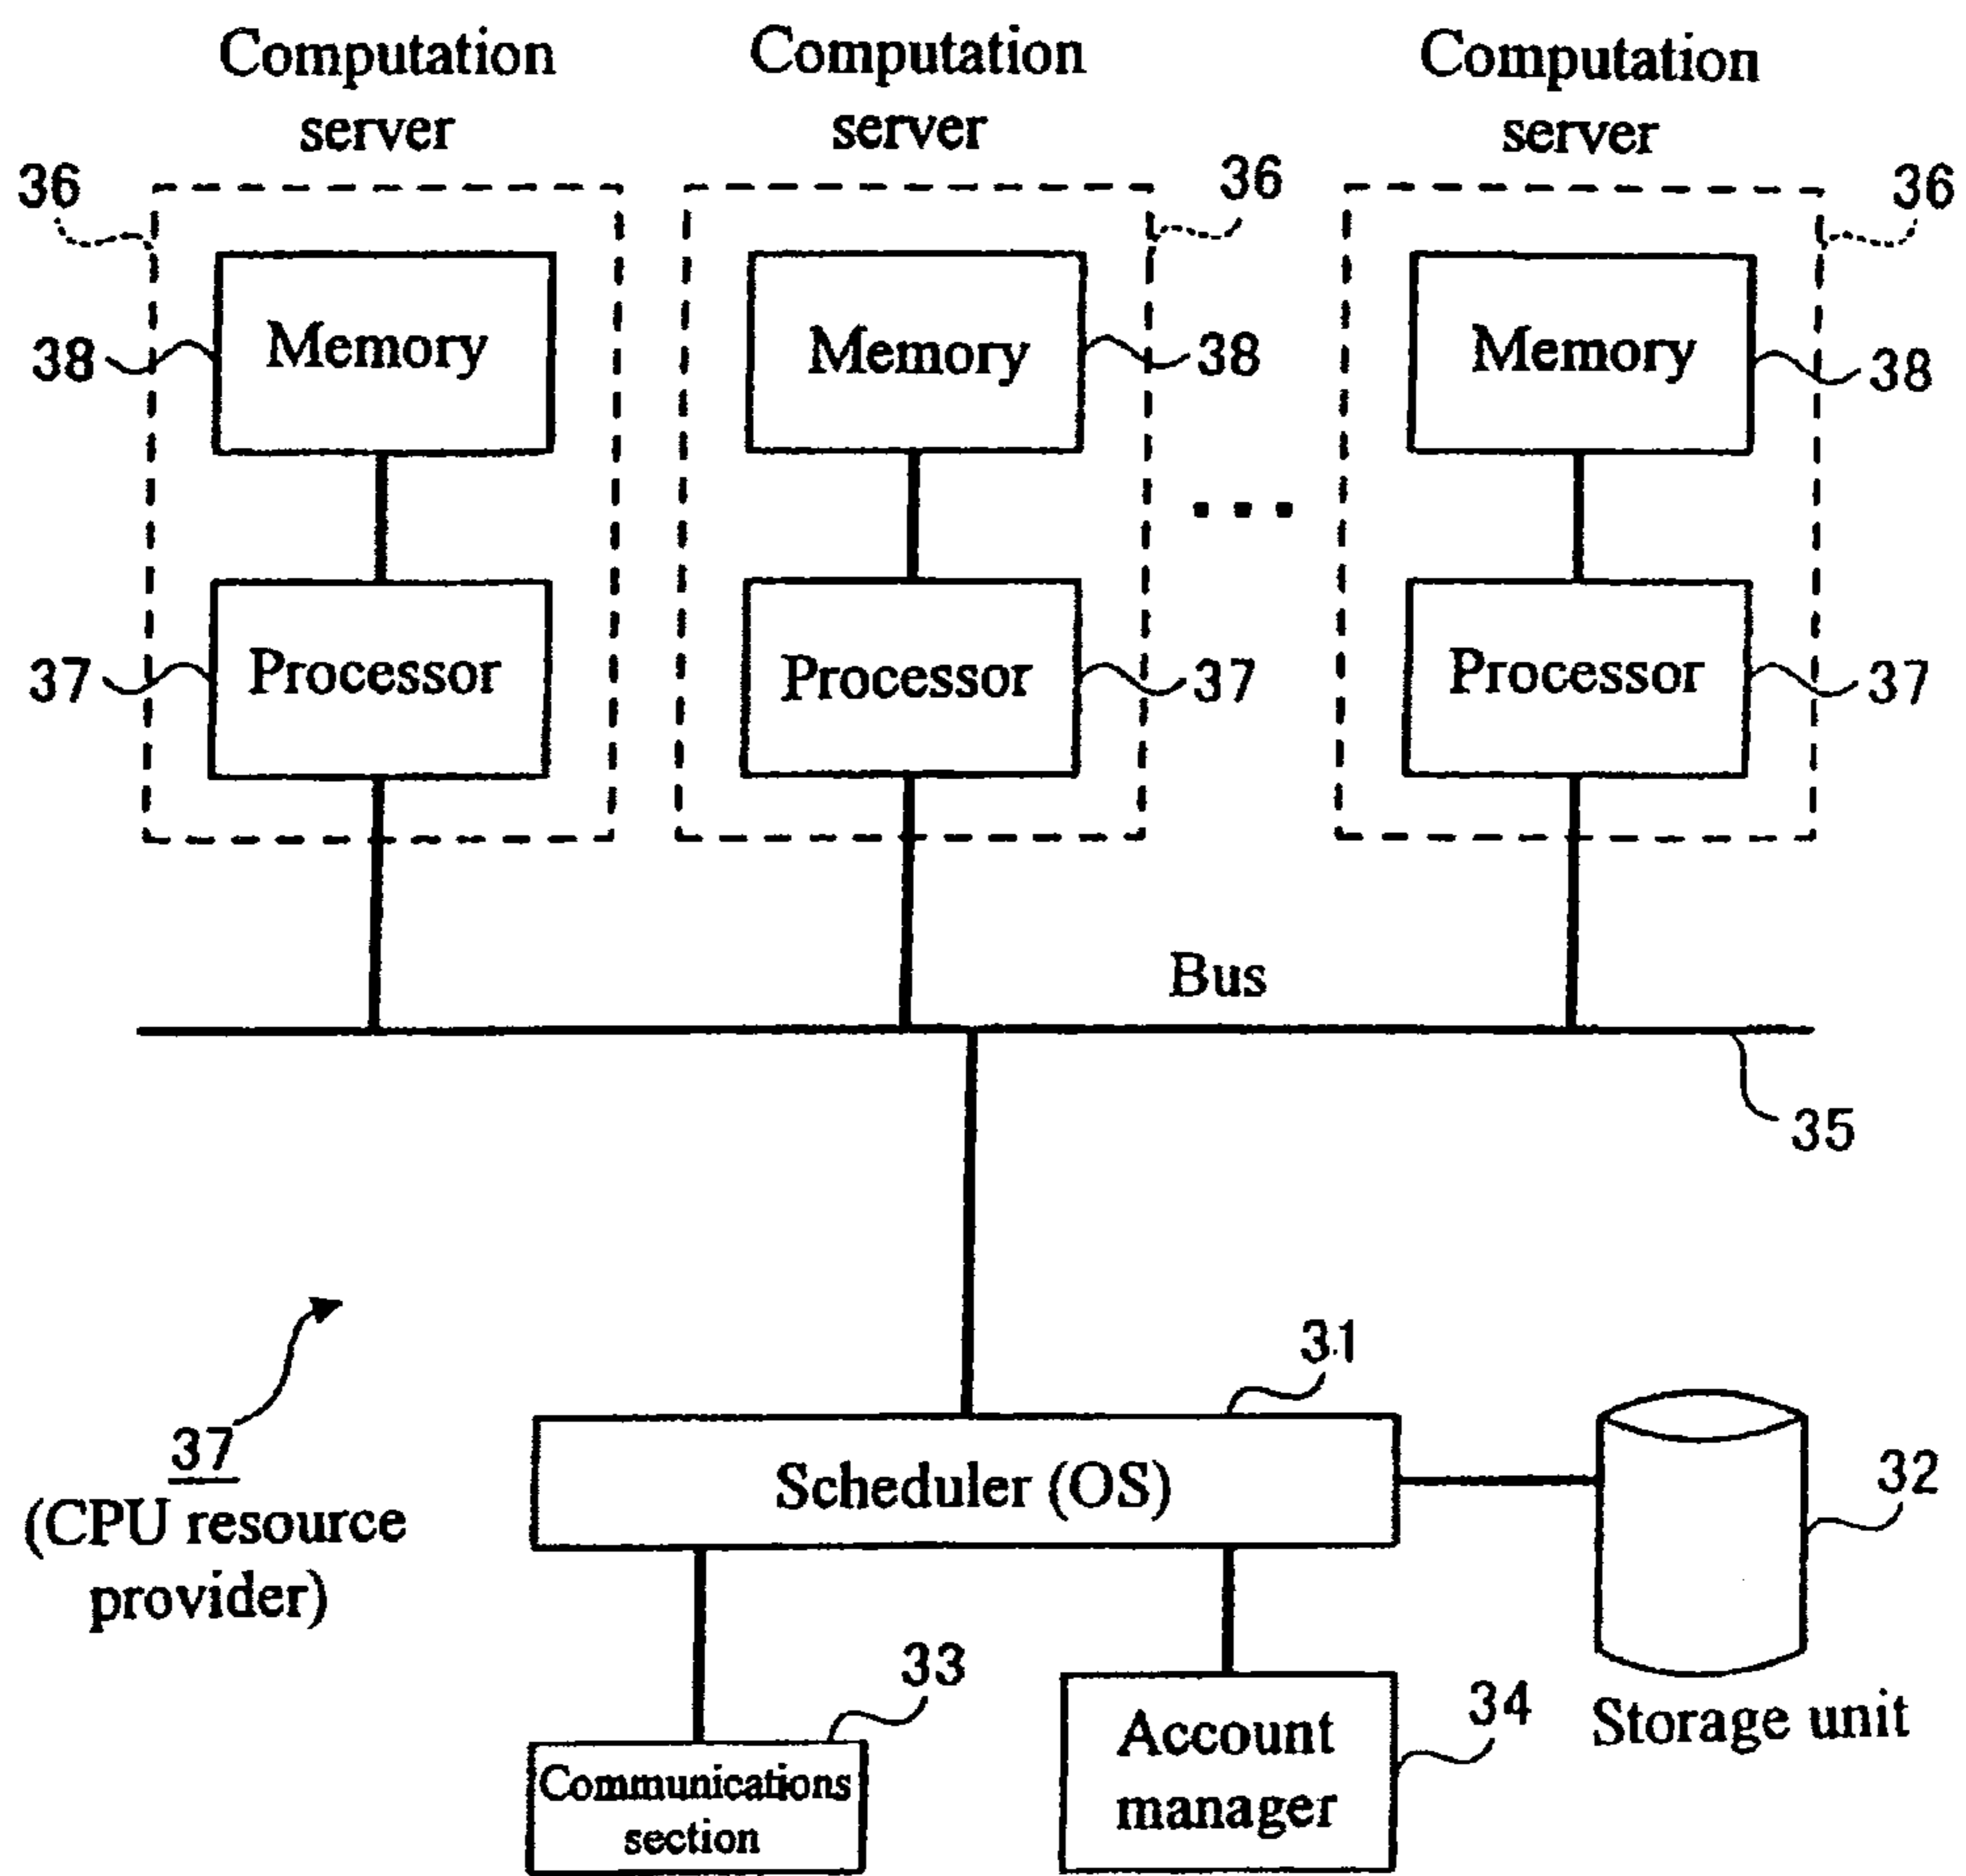 Computation
server
Computation
server
Computation
server
36
36
36
Memory
Memory
Memory
38
38
38
Processor
Processor
Processor
37
37
37
Bus
35
31
37
(CPU resource
provider)
Scheduler (OS)
32
33
34
Storage unit
Communications
section
Account
manager